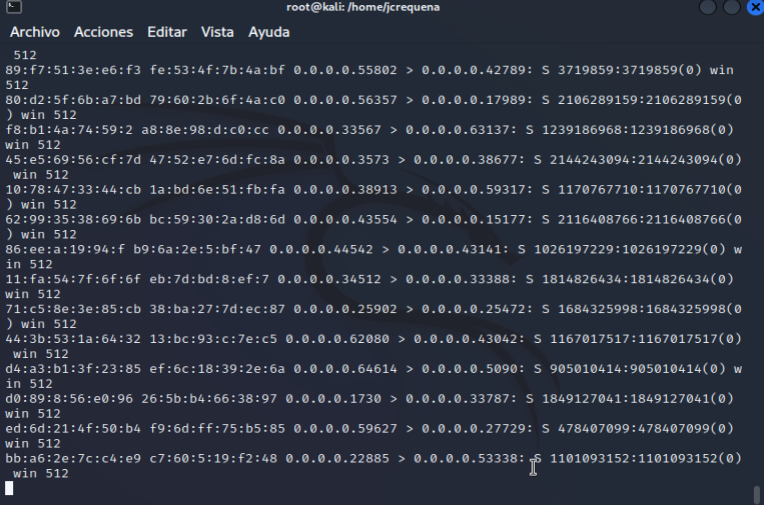 root@kali: /home/jcrequena
Archivo Acciones Editar Vista Ayuda
512
89:f7:51:3e:e6:f3 fe:53:4f:7b:4a:bf 0.0.0.0.55802 > 0.0.0.0.42789: S 3719859:3719859(0) win
512
80:d2:5f:6b:a7:bd 79:60:2b:6f:4a:c0 0.0.0.0.56357 > 0.0.0.0.17989: S 2106289159:2106289159(0
) win 512
f8:b1:4a:74:59:2 a8:8e:98:d:c0:cc 0.0.0.0.33567 > 0.0.0.0.63137: S 1239186968:1239186968(0)
win 512
45:e5:69:56:cf:7d 47:52:e7:6d:fc:8a 0.0.0.0.3573 > 0.0.0.0.38677: S 2144243094:2144243094(0)
win 512
10:78:47:33:44:cb 1a:bd:6e:51:fb:fa 0.0.0.0.38913 > 0.0.0.0.59317: S 1170767710:1170767710(0
) win 512
62:99:35:38:69:6b bc:59:30:2a:d8:6d 0.0.0.0.43554 > 0.0.0.0.15177: S 2116408766:2116408766(0
) win 512
86:ee:a:19:94:f b9:6a:2e:5:bf:47 0.0.0.0.44542 > 0.0.0.0.43141: S 1026197229:1026197229(0) w
in 512
11:fa:54:7f:6f:6f eb:7d:bd:8:ef:7 0.0.0.0.34512 > 0.0.0.0.33388: S 1814826434:1814826434(0)
win 512
71:c5:8e:3e:85:cb 38:ba:27:7d:ec:87 0.0.0.0.25902 > 0.0.0.0.25472: S 1684325998:1684325998(0
) win 512
44:3b:53:1a:64:32 13:bc:93:c:7e:c5 0.0.0.0.62080 > 0.0.0.0.43042: S 1167017517:1167017517(0)
win 512
d4:a3:b1:3f:23:85 ef:6c:18:39:2e:6a 0.0.0.0.64614 > 0.0.0.0.5090: S 905010414:905010414(0) w
in 512
d0:89:8:56:e0:96 26:5b:b4:66:38:97 0.0.0.0.1730 > 0.0.0.0.33787: S 1849127041:1849127041(0)
win 512
ed:6d:21:4f:50:b4 f9:6d:ff:75:b5:85 0.0.0.0.59627 > 0.0.0.0.27729: S 478407099:478407099(0)
win 512
bb:a6:2e:7c:c4:e9 c7:60:5:19:f2:48 0.0.0.0.22885 > 0.0.0.0.53338: S 1101093152:1101093152(0)
win 512